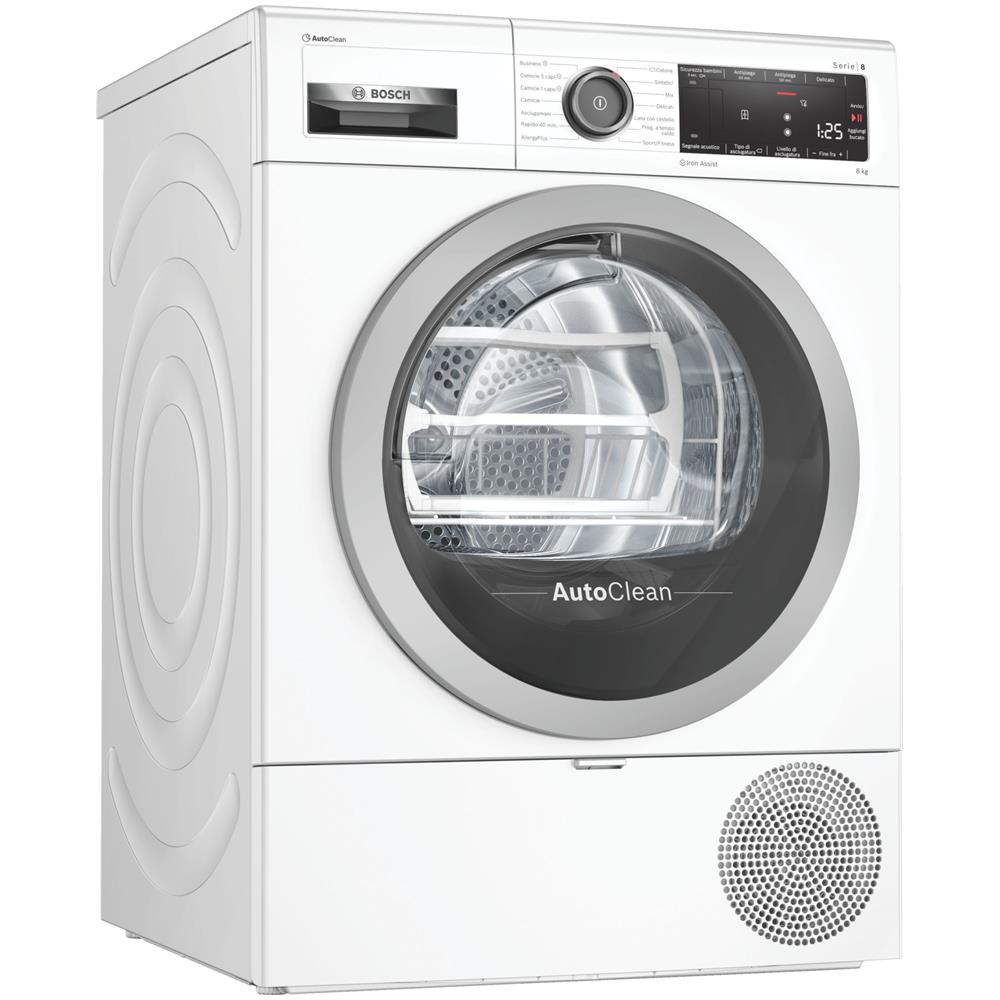 AutoClean
BOSCH
Business
Camicie 5 capi
Camicie 1 capo
Camicie
Asciugamani
Rapido 40 min.
AllergyPlus
Cotone
Sintetici
Mix
Delicati
Lana con cestello
Prog. a tempo
caldo
Sport/Fitness
Serie | 8
Sicurezza bambini
3 sec.
Antipiega
60 min.
Antipiega
120 min.
Delicato
Avvio/
Aggiungi
bucato
1:25
Segnale acustico
Tipo di
asciugatura
Livello di
asciugatura
– Fine fra +
Iron Assist
8 kg
AutoClean